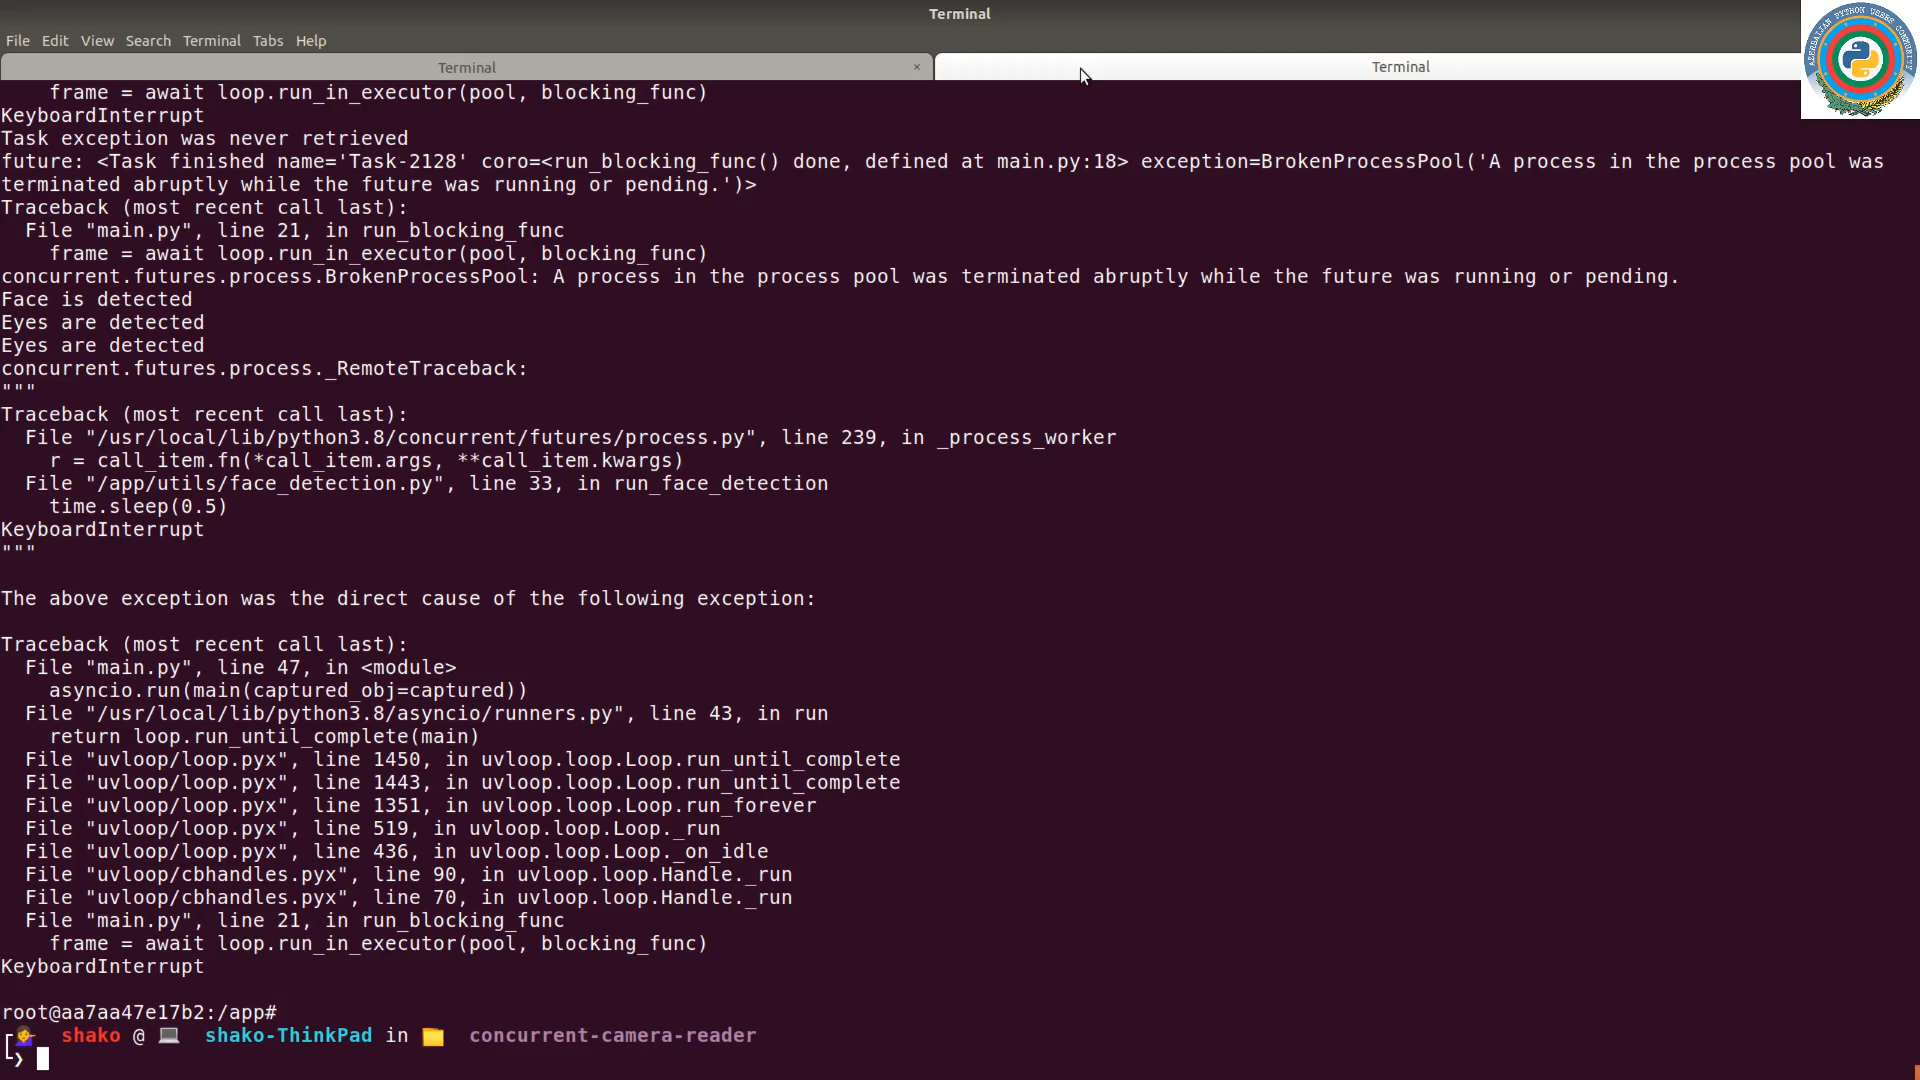 Terminal
File Edit View Search Terminal Tabs Help
Terminal × Terminal
AZERBAIJAN PYTHON USERS COMMUNITY
    frame = await loop.run_in_executor(pool, blocking_func)
KeyboardInterrupt
Task exception was never retrieved
future: <Task finished name='Task-2128' coro=<run_blocking_func() done, defined at main.py:18> exception=BrokenProcessPool('A process in the process pool was
terminated abruptly while the future was running or pending.')>
Traceback (most recent call last):
  File "main.py", line 21, in run_blocking_func
    frame = await loop.run_in_executor(pool, blocking_func)
concurrent.futures.process.BrokenProcessPool: A process in the process pool was terminated abruptly while the future was running or pending.
Face is detected
Eyes are detected
Eyes are detected
concurrent.futures.process._RemoteTraceback:
"""
Traceback (most recent call last):
  File "/usr/local/lib/python3.8/concurrent/futures/process.py", line 239, in _process_worker
    r = call_item.fn(*call_item.args, **call_item.kwargs)
  File "/app/utils/face_detection.py", line 33, in run_face_detection
    time.sleep(0.5)
KeyboardInterrupt
"""
The above exception was the direct cause of the following exception:
Traceback (most recent call last):
  File "main.py", line 47, in <module>
    asyncio.run(main(captured_obj=captured))
  File "/usr/local/lib/python3.8/asyncio/runners.py", line 43, in run
    return loop.run_until_complete(main)
  File "uvloop/loop.pyx", line 1450, in uvloop.loop.Loop.run_until_complete
  File "uvloop/loop.pyx", line 1443, in uvloop.loop.Loop.run_until_complete
  File "uvloop/loop.pyx", line 1351, in uvloop.loop.Loop.run_forever
  File "uvloop/loop.pyx", line 519, in uvloop.loop.Loop._run
  File "uvloop/loop.pyx", line 436, in uvloop.loop.Loop._on_idle
  File "uvloop/cbhandles.pyx", line 90, in uvloop.loop.Handle._run
  File "uvloop/cbhandles.pyx", line 70, in uvloop.loop.Handle._run
  File "main.py", line 21, in run_blocking_func
    frame = await loop.run_in_executor(pool, blocking_func)
KeyboardInterrupt
root@aa7aa47e17b2:/app#
shako @ 💻 shako-ThinkPad in 📁 concurrent-camera-reader
❯